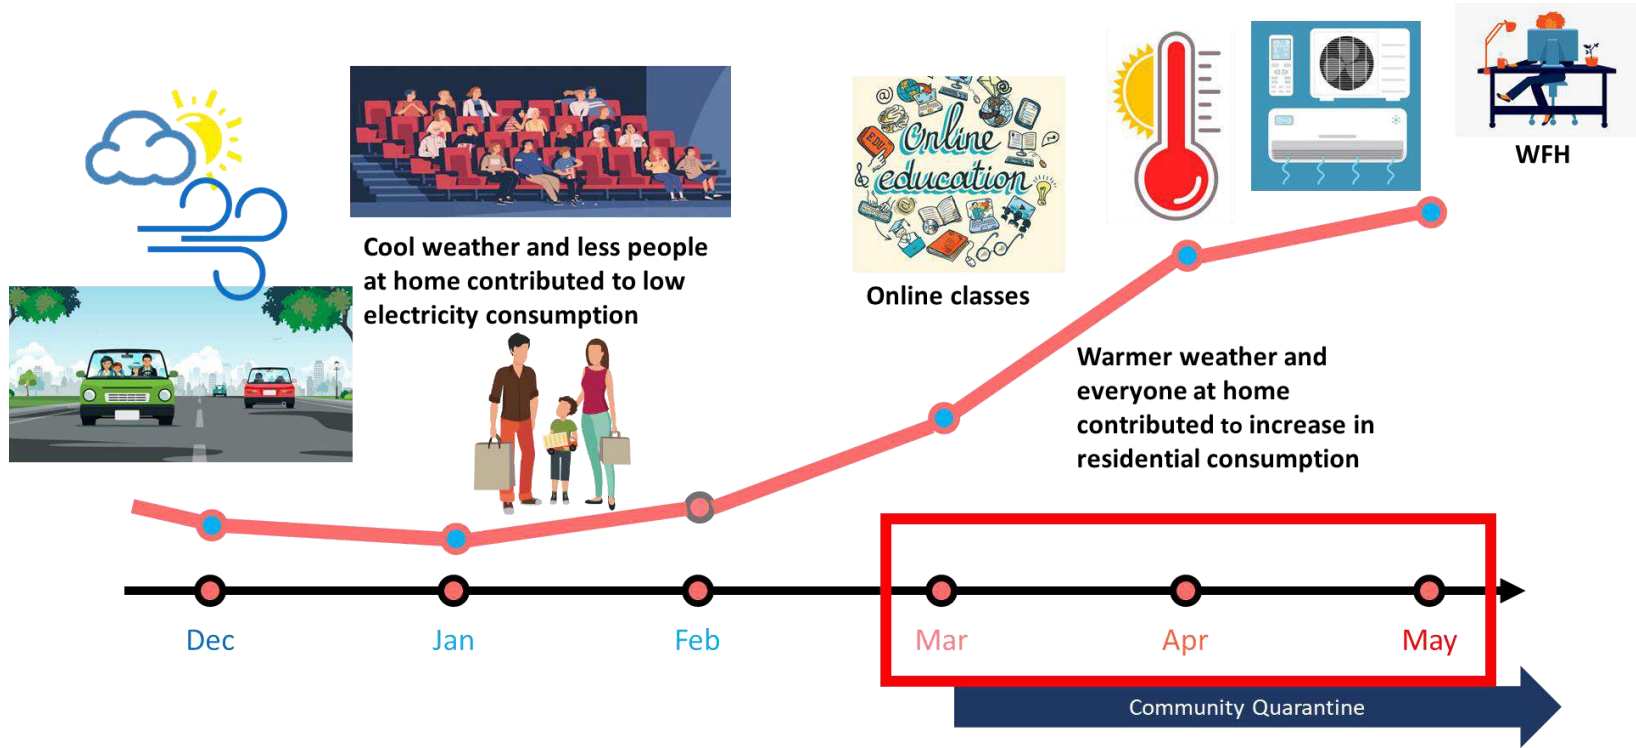 Cool weather and less people
at home contributed to low
electricity consumption
@
Online
education
EDU
@
Online classes
WFH
Warmer weather and
everyone at home
contributed to increase in
residential consumption
Dec
Jan
Feb
Mar
Apr
May
Community Quarantine